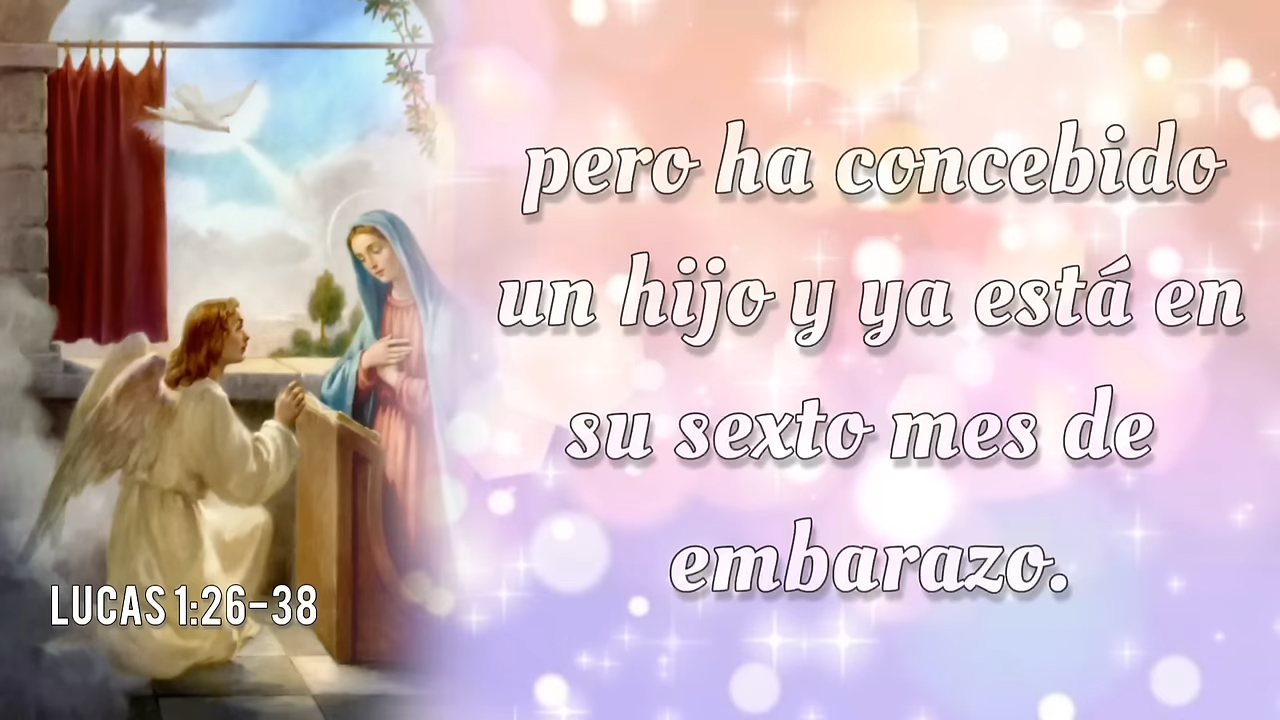 pero ha concebido
un hijo y ya está en
su sexto mes de
embarazo.
LUCAS 1:26-38